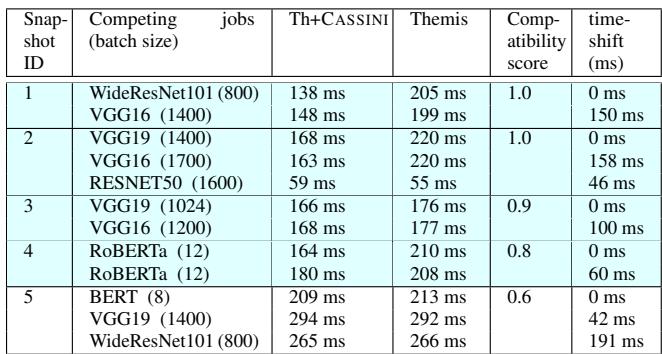 Snap-shot ID Competing jobs (batch size) Th+CASSINI Themis Comp-atibility score time-shift (ms)
1 WideResNet101 (800) 138 ms 205 ms 1.0 0 ms
VGG16 (1400) 148 ms 199 ms 150 ms
2 VGG19 (1400) 168 ms 220 ms 1.0 0 ms
VGG16 (1700) 163 ms 220 ms 158 ms
RESNET50 (1600) 59 ms 55 ms 46 ms
3 VGG19 (1024) 166 ms 176 ms 0.9 0 ms
VGG16 (1200) 168 ms 177 ms 100 ms
4 RoBERTa (12) 164 ms 210 ms 0.8 0 ms
RoBERTa (12) 180 ms 208 ms 60 ms
5 BERT (8) 209 ms 213 ms 0.6 0 ms
VGG19 (1400) 294 ms 292 ms 42 ms
WideResNet101 (800) 265 ms 266 ms 191 ms